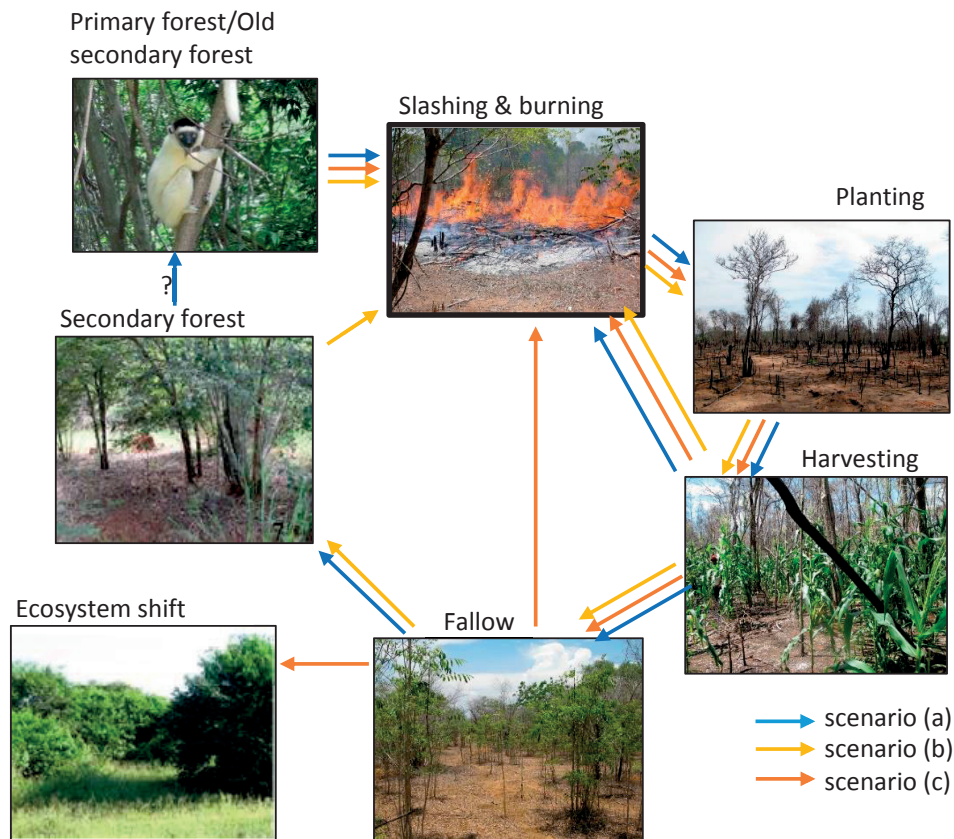 Primary forest/Old
secondary forest
Slashing & burning
Planting
?
Secondary forest
Harvesting
Ecosystem shift
Fallow
scenario (a)
scenario (b)
scenario (c)